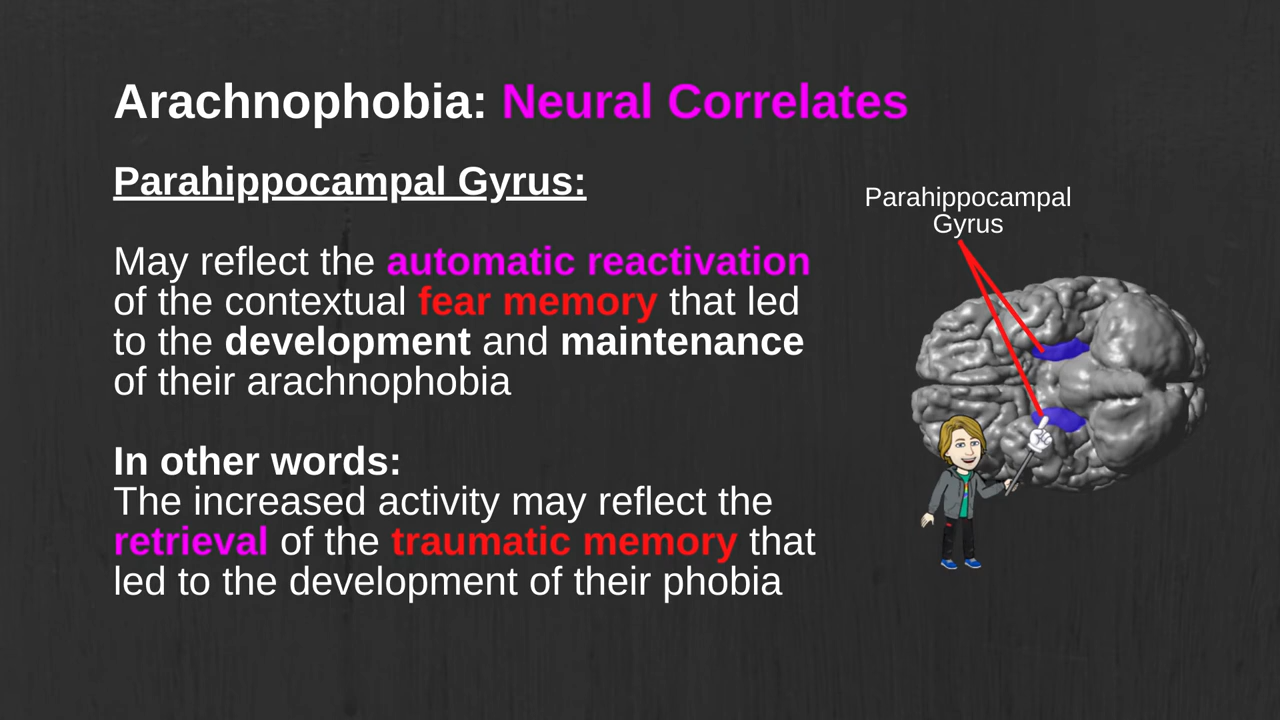 Arachnophobia: Neural Correlates
Parahippocampal Gyrus:
May reflect the automatic reactivation
of the contextual fear memory that led
to the development and maintenance
of their arachnophobia
In other words:
The increased activity may reflect the
retrieval of the traumatic memory that
led to the development of their phobia
Parahippocampal
Gyrus